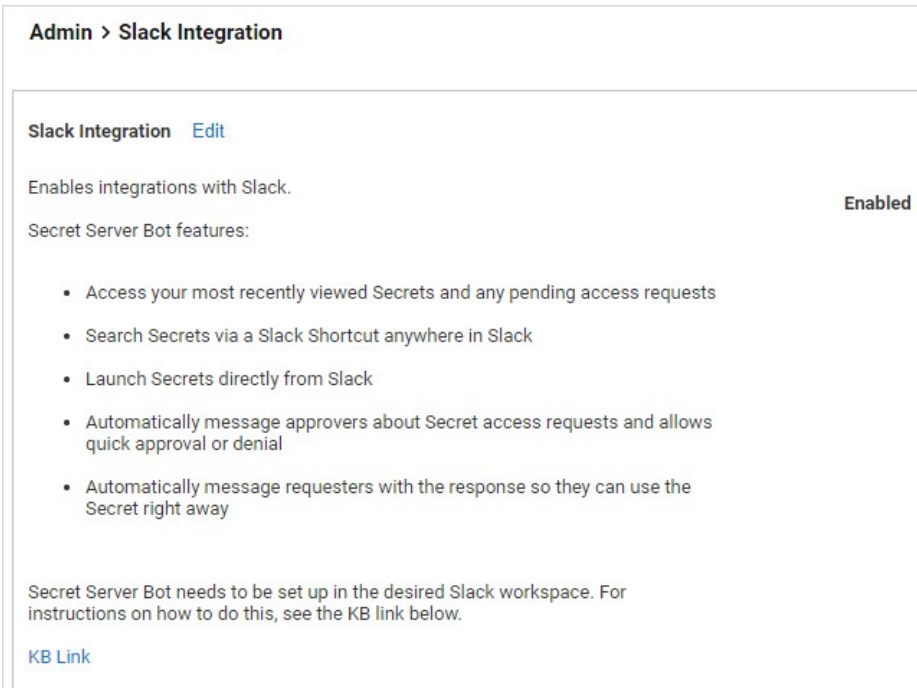 Admin > Slack Integration
Slack Integration Edit
Enables integrations with Slack.
Enabled
Secret Server Bot features:
• Access your most recently viewed Secrets and any pending access requests
• Search Secrets via a Slack Shortcut anywhere in Slack
• Launch Secrets directly from Slack
• Automatically message approvers about Secret access requests and allows
quick approval or denial
• Automatically message requesters with the response so they can use the
Secret right away
Secret Server Bot needs to be set up in the desired Slack workspace. For
instructions on how to do this, see the KB link below.
KB Link